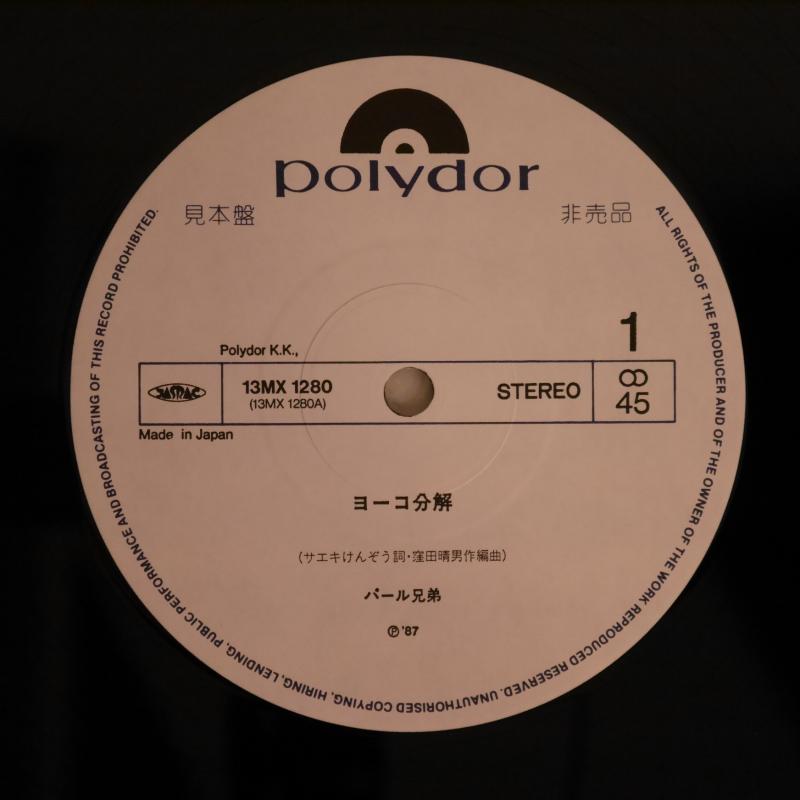 polydor
見本盤
非売品
1
Polydor K.K.,
JASRAC
13MX 1280
(13MX 1280A)
STEREO
45
Made in Japan
ヨーコ分解
(サエキけんぞう詞・窪田晴男作編曲)
パール兄弟
Ⓟ '87
ALL RIGHTS OF THE PRODUCER AND OF THE OWNER OF THE WORK REPRODUCED RESERVED. UNAUTHORISED COPYING, HIRING, LENDING, PUBLIC PERFORMANCE AND BROADCASTING OF THIS RECORD PROHIBITED.